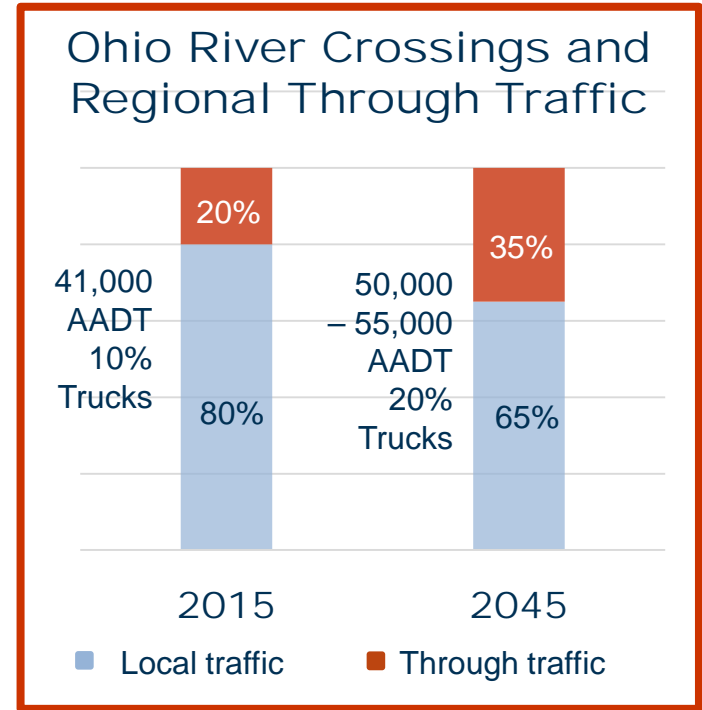 Ohio River Crossings and
Regional Through Traffic
20%
41,000
AADT
10%
Trucks
80%
35%
50,000
– 55,000
AADT
20%
Trucks
65%
2015
2045
Local traffic
Through traffic